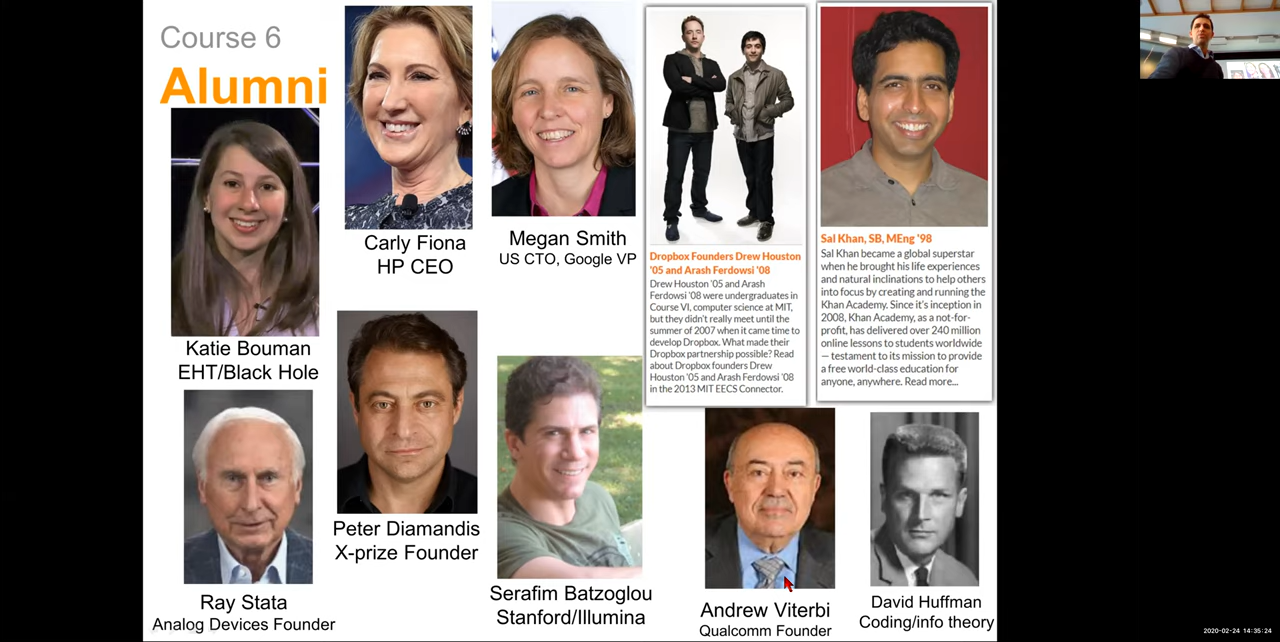 Course 6
Alumni
Katie Bouman
EHT/Black Hole
Carly Fiona
HP CEO
Megan Smith
US CTO, Google VP
Dropbox Founders Drew Houston
'05 and Arash Ferdowsi '08
Drew Houston '05 and Arash
Ferdowsi '08 were undergraduates in
Course VI, computer science at MIT,
but they didn't really meet until the
summer of 2007 when it came time to
develop Dropbox. What made their
Dropbox partnership possible? Read
about Dropbox founders Drew
Houston '05 and Arash Ferdowsi '08
in the 2013 MIT EECS Connector.
Sal Khan, SB, MEng '98
Sal Khan became a global superstar
when he brought his life experiences
and natural inclinations to help others
into focus by creating and running the
Khan Academy. Since it's inception in
2008, Khan Academy, as a not-for-
profit, has delivered over 240 million
online lessons to students worldwide
— testament to its mission to provide
a free world-class education for
anyone, anywhere. Read more...
Ray Stata
Analog Devices Founder
Peter Diamandis
X-prize Founder
Serafim Batzoglou
Stanford/Illumina
Andrew Viterbi
Qualcomm Founder
David Huffman
Coding/info theory
2020-02-24 14:35:24